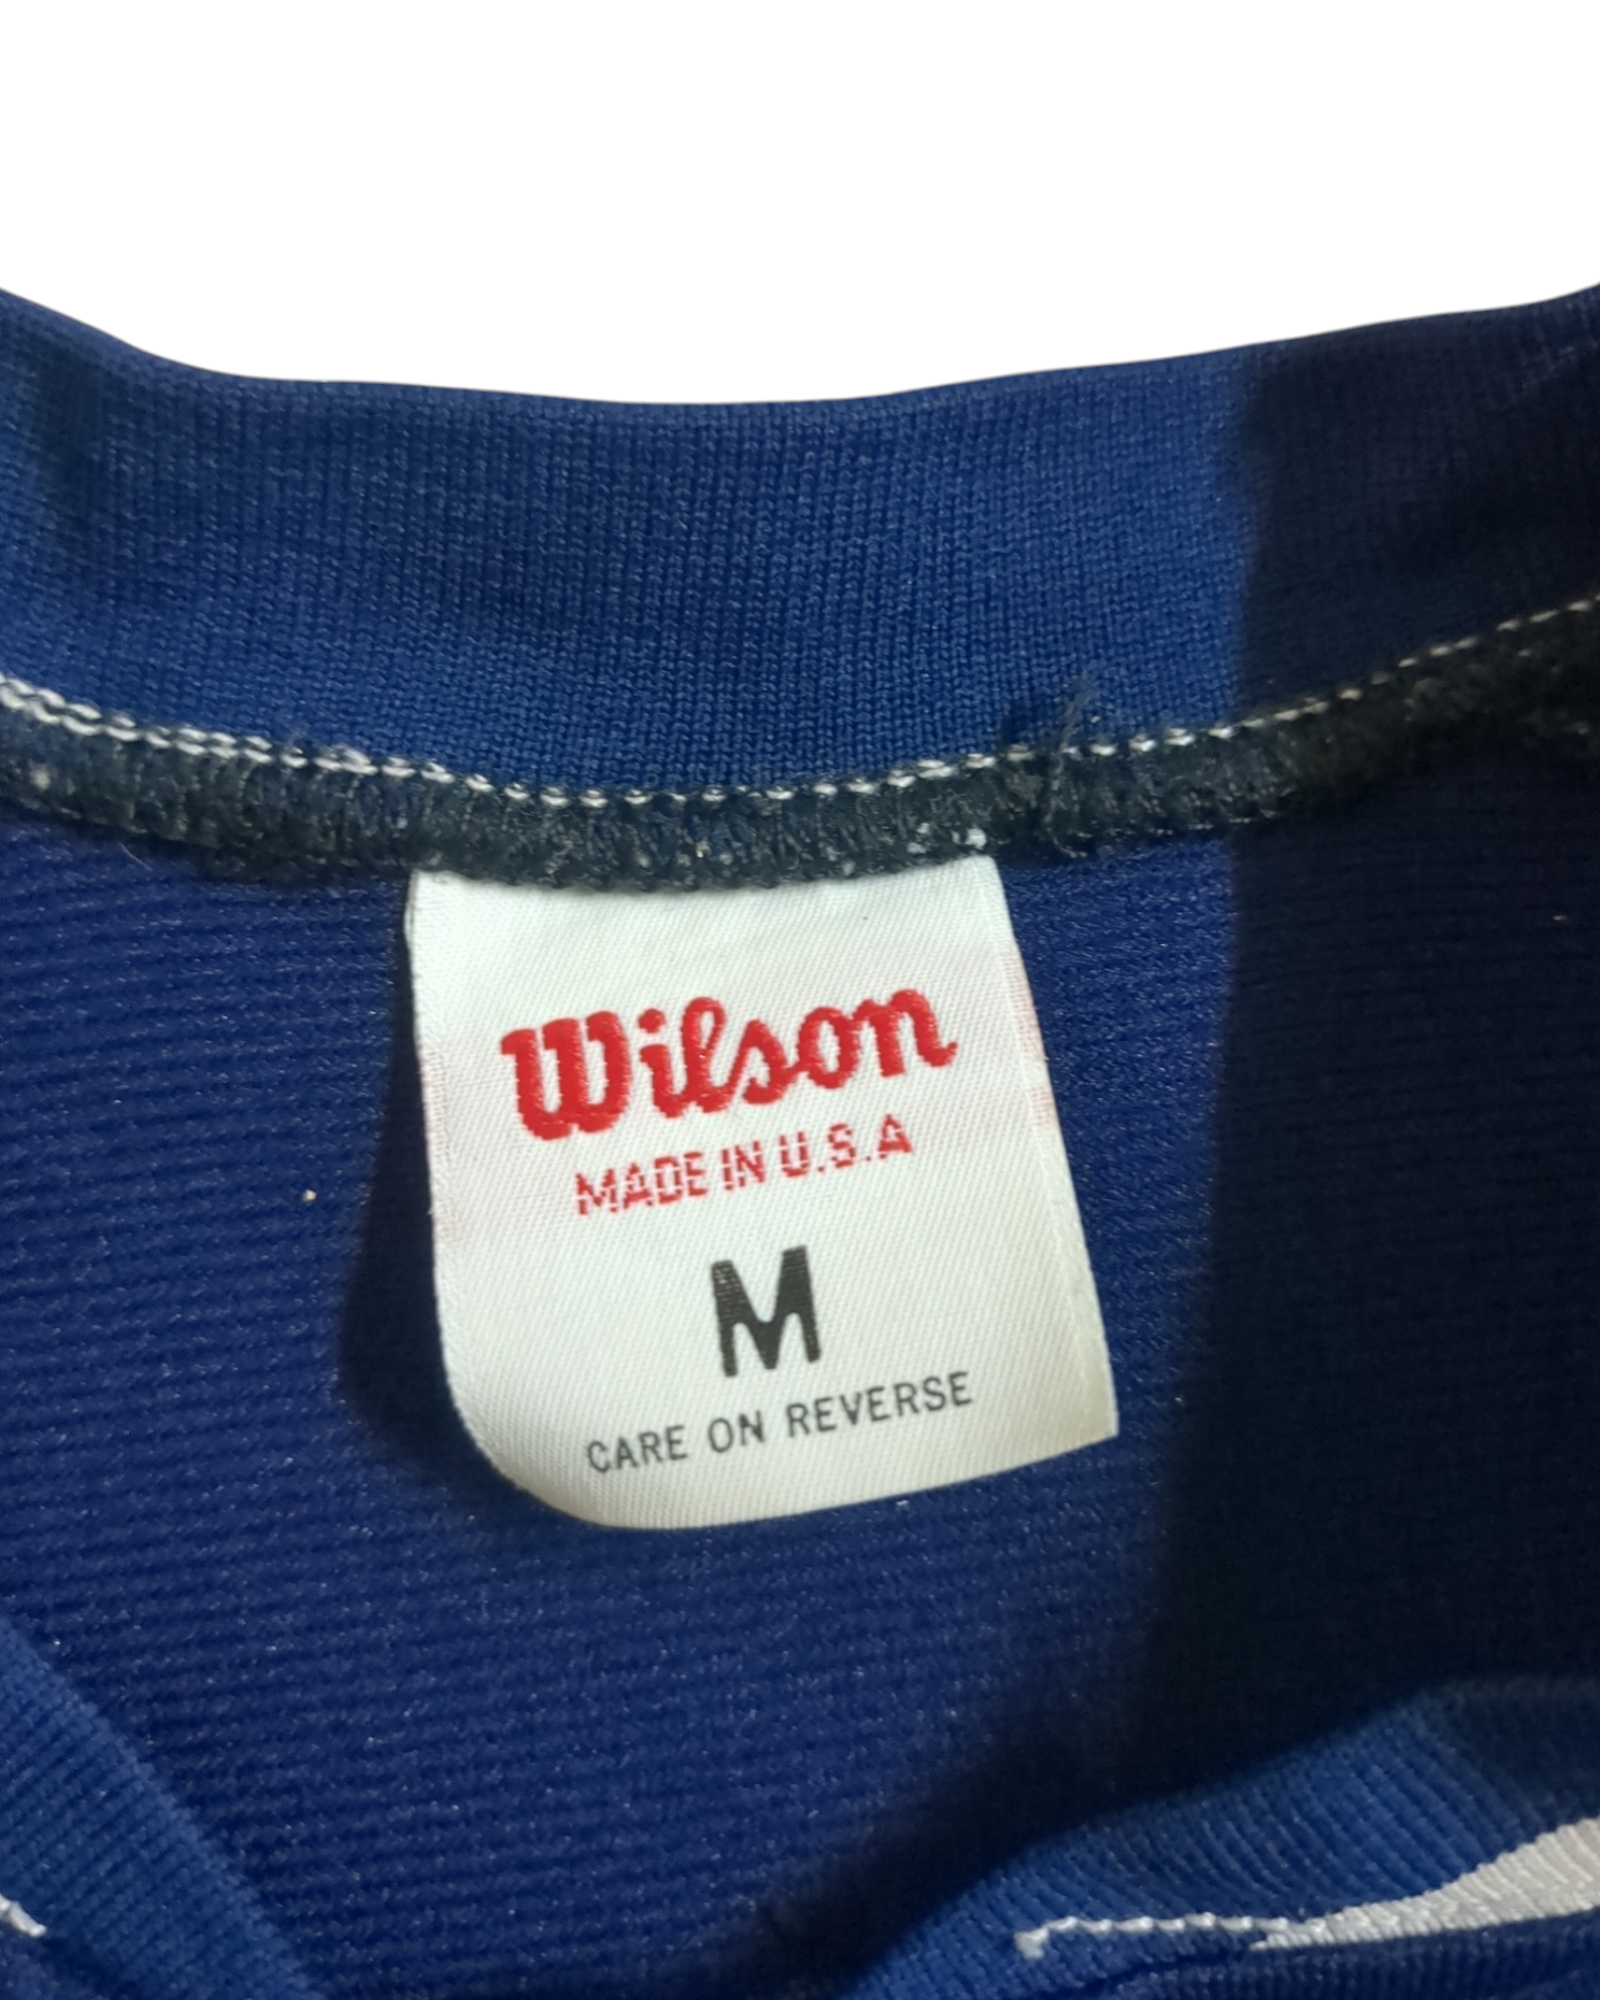 Wilson
MADE IN U.S.A
M
CARE ON REVERSE